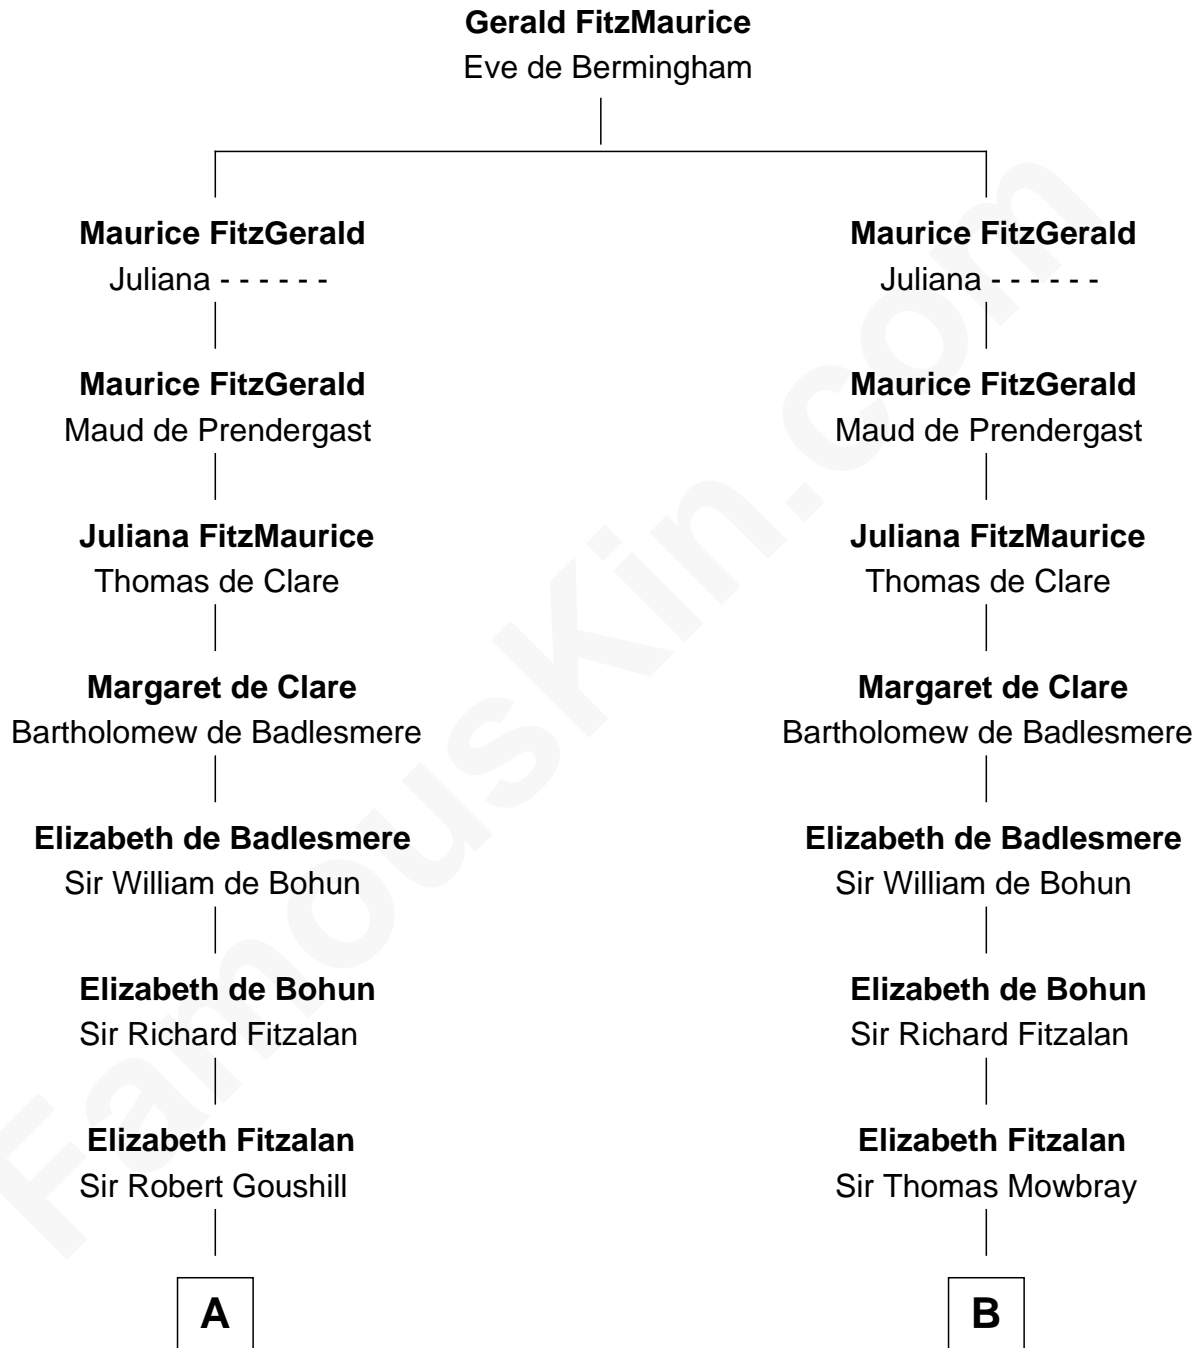 Gerald FitzMaurice
Eve de Bermingham
Maurice FitzGerald
Juliana - - - - - -
Maurice FitzGerald
Maud de Prendergast
Juliana FitzMaurice
Thomas de Clare
Margaret de Clare
Bartholomew de Badlesmere
Elizabeth de Badlesmere
Sir William de Bohun
Elizabeth de Bohun
Sir Richard Fitzalan
Elizabeth Fitzalan
Sir Robert Goushill
A
Maurice FitzGerald
Juliana - - - - - -
Maurice FitzGerald
Maud de Prendergast
Juliana FitzMaurice
Thomas de Clare
Margaret de Clare
Bartholomew de Badlesmere
Elizabeth de Badlesmere
Sir William de Bohun
Elizabeth de Bohun
Sir Richard Fitzalan
Elizabeth Fitzalan
Sir Thomas Mowbray
B
FamousKin.com